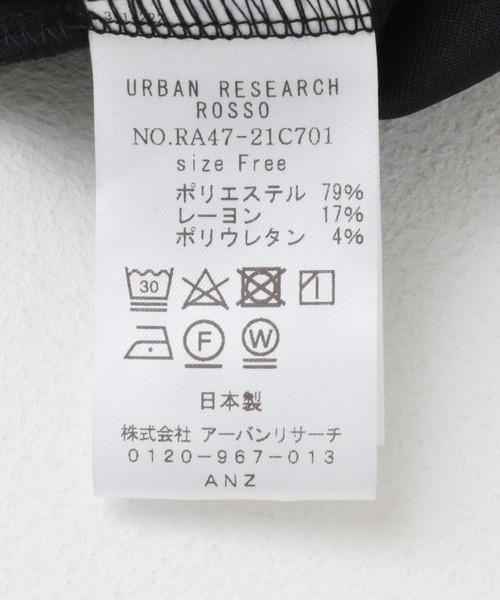 URBAN RESEARCH
ROSSO
NO.RA47-21C701
size Free
ポリエステル 79%
レーヨン 17%
ポリウレタン 4%
30
F W
日本製
株式会社 アーバンリサーチ
0120-967-013
ANZ